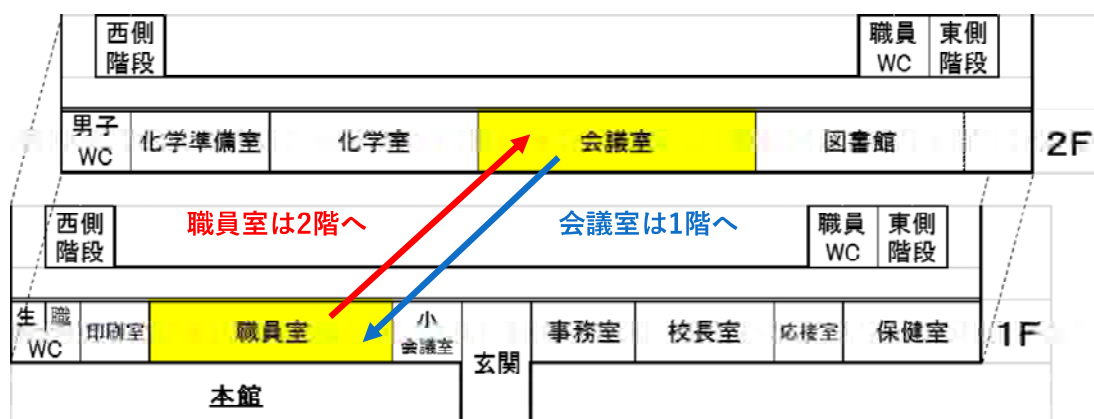 西側
階段
職員
WC
東側
階段
男子
WC
化学準備室
化学室
会議室
図書館
2F
職員室は2階へ
会議室は1階へ
西側
階段
職員
WC
東側
階段
生 職
WC
印刷室
職員室
小
会議室
玄関
事務室
校長室
応接室
保健室
1F
本館